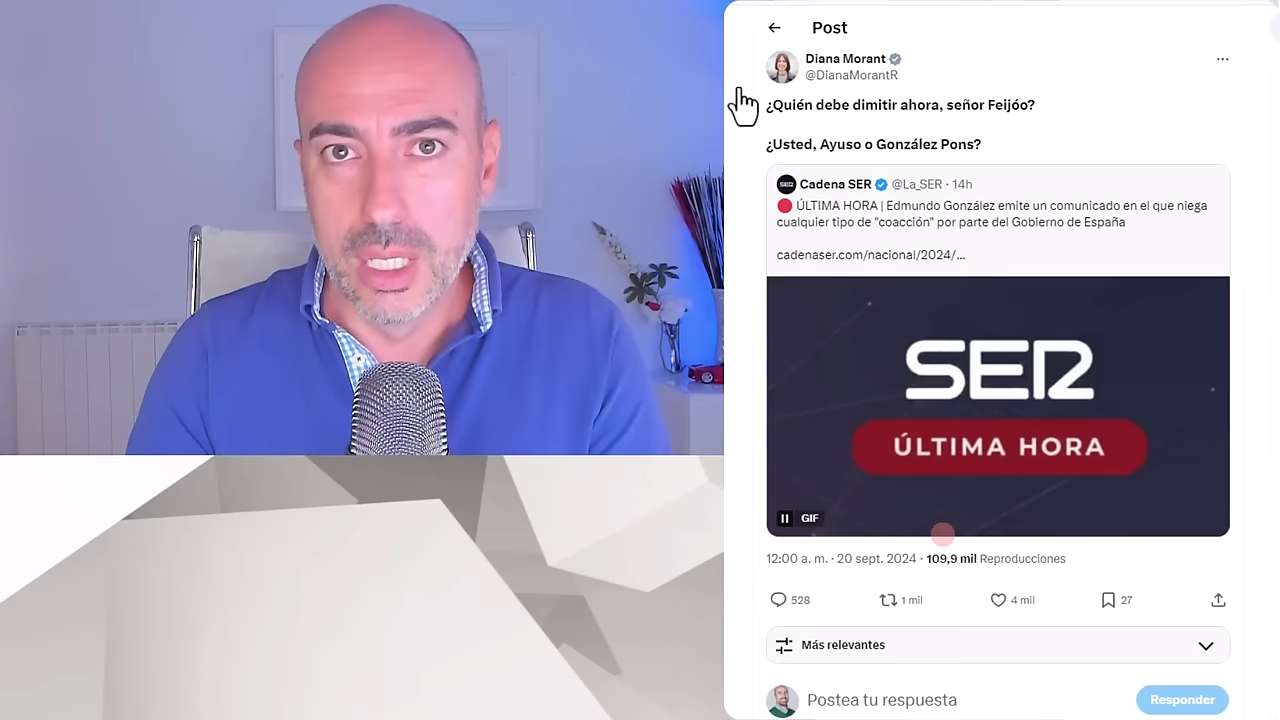 Post
Diana Morant
@DianaMorantR
¿Quién debe dimitir ahora, señor Feijóo?
¿Usted, Ayuso o González Pons?
SER Cadena SER @La_SER · 14h
ÚLTIMA HORA | Edmundo González emite un comunicado en el que niega
cualquier tipo de "coacción" por parte del Gobierno de España
cadenaser.com/nacional/2024/...
SER
ÚLTIMA HORA
GIF
12:00 a. m. · 20 sept. 2024 · 109,9 mil Reproducciones
528 1 mil 4 mil 27
Más relevantes
Postea tu respuesta
Responder